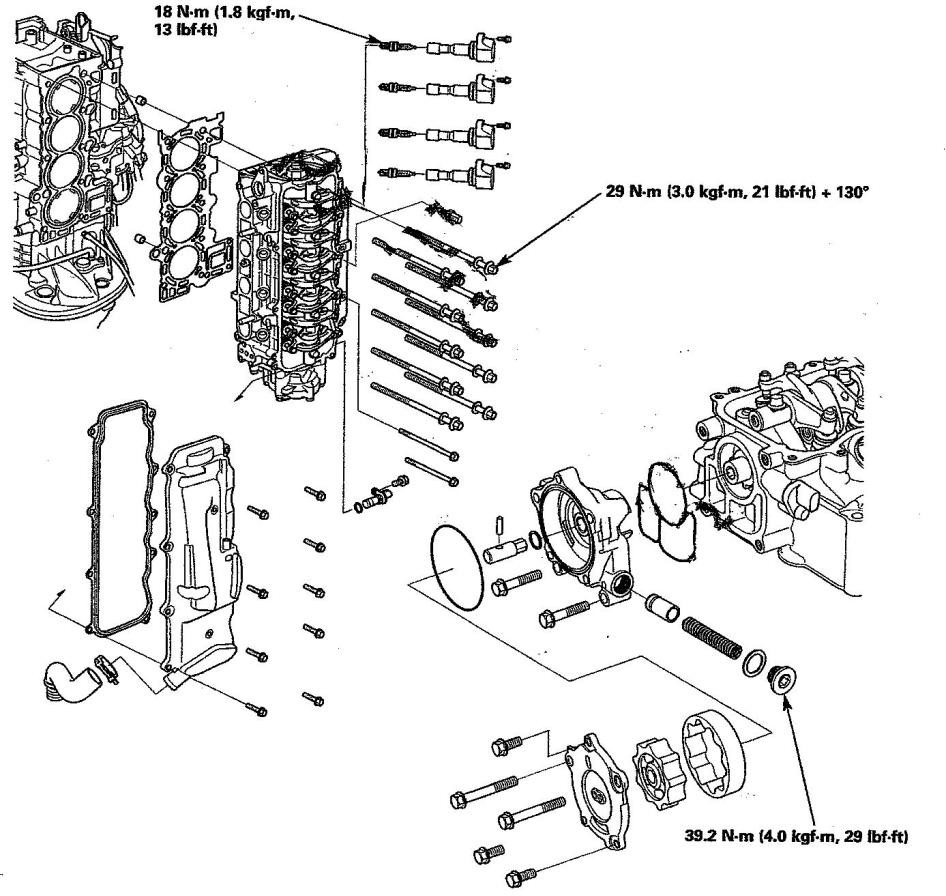 18 N·m (1.8 kgf·m,
13 lbf·ft)
29 N·m (3.0 kgf·m, 21 lbf·ft) + 130°
39.2 N·m (4.0 kgf·m, 29 lbf·ft)